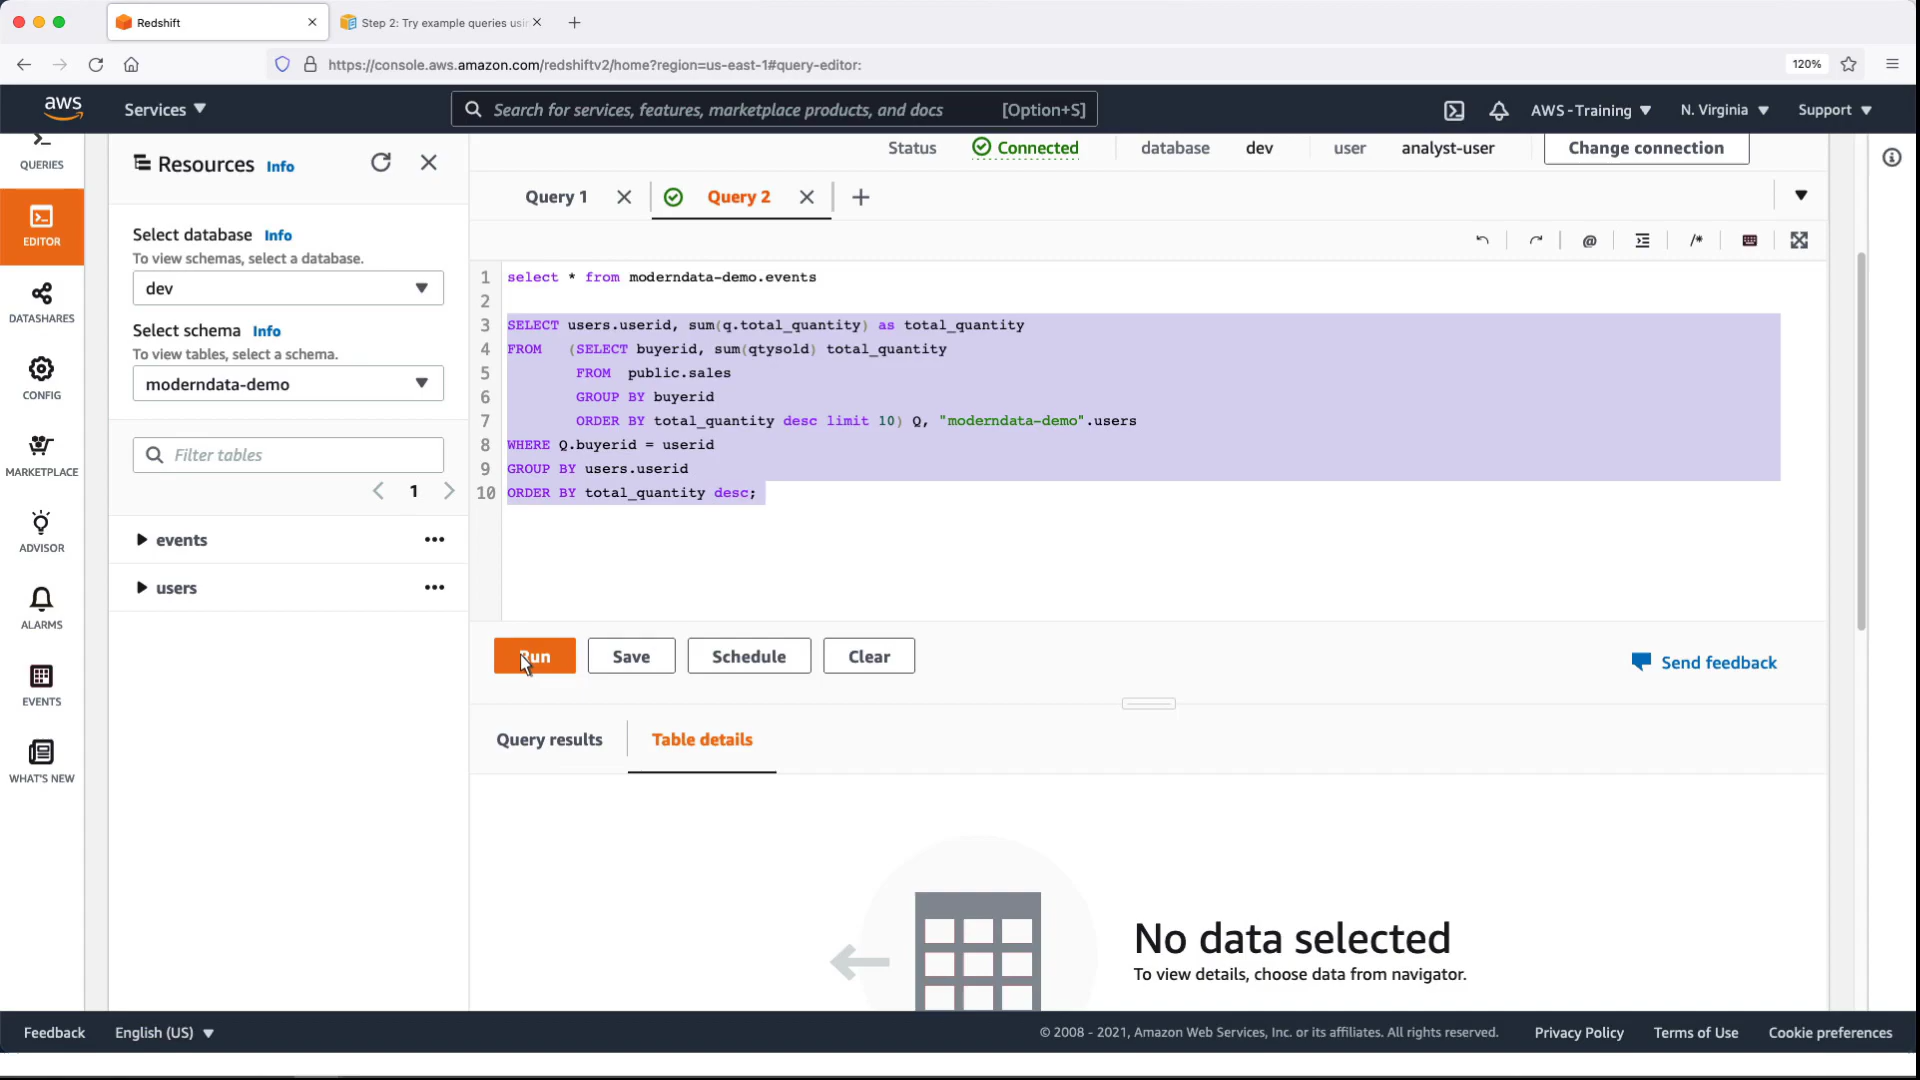 Redshift
Step 2: Try example queries usin
https://console.aws.amazon.com/redshiftv2/home?region=us-east-1#query-editor:
120%
aws
Services
Search for services, features, marketplace products, and docs [Option+S]
AWS-Training
N. Virginia
Support
QUERIES
EDITOR
DATASHARES
CONFIG
MARKETPLACE
ADVISOR
ALARMS
EVENTS
WHAT'S NEW
Resources Info
Select database Info
To view schemas, select a database.
dev
Select schema Info
To view tables, select a schema.
moderndata-demo
Filter tables
1
events
users
Status Connected database dev user analyst-user Change connection
Query 1
Query 2
1 select * from moderndata-demo.events
2
3 SELECT users.userid, sum(q.total_quantity) as total_quantity
4 FROM (SELECT buyerid, sum(qtysold) total_quantity
5 FROM public.sales
6 GROUP BY buyerid
7 ORDER BY total_quantity desc limit 10) Q, "moderndata-demo".users
8 WHERE Q.buyerid = userid
9 GROUP BY users.userid
10 ORDER BY total_quantity desc;
Run Save Schedule Clear
Send feedback
Query results Table details
No data selected
To view details, choose data from navigator.
Feedback
English (US)
© 2008 - 2021, Amazon Web Services, Inc. or its affiliates. All rights reserved.
Privacy Policy
Terms of Use
Cookie preferences